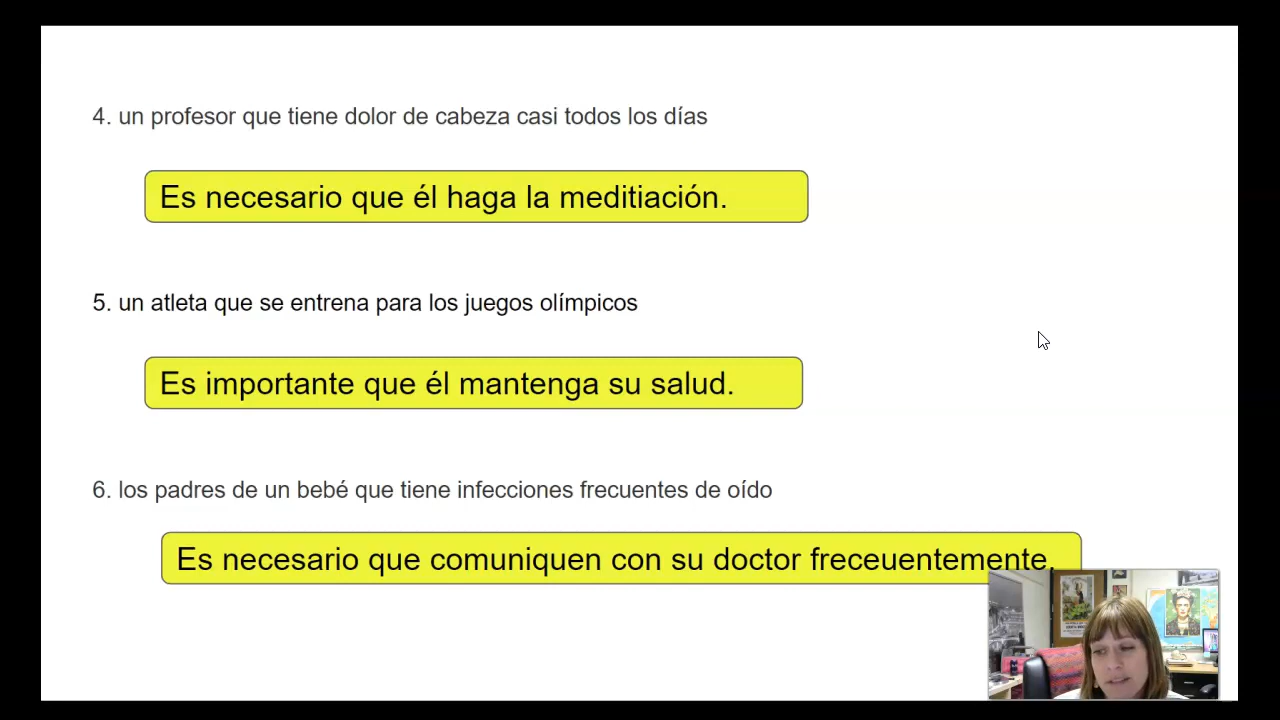 4. un profesor que tiene dolor de cabeza casi todos los días
Es necesario que él haga la meditiación.
5. un atleta que se entrena para los juegos olímpicos
Es importante que él mantenga su salud.
6. los padres de un bebé que tiene infecciones frecuentes de oído
Es necesario que comuniquen con su doctor freceuentemente.